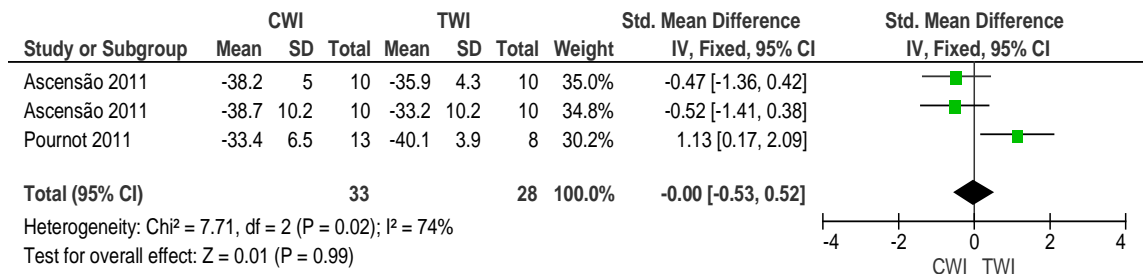 CWI TWI Std. Mean Difference Std. Mean Difference
Study or Subgroup Mean SD Total Mean SD Total Weight IV, Fixed, 95% CI IV, Fixed, 95% CI
Ascensão 2011 -38.2 5 10 -35.9 4.3 10 35.0% -0.47 [-1.36, 0.42]
Ascensão 2011 -38.7 10.2 10 -33.2 10.2 10 34.8% -0.52 [-1.41, 0.38]
Pournot 2011 -33.4 6.5 13 -40.1 3.9 8 30.2% 1.13 [0.17, 2.09]
Total (95% CI) 33 28 100.0% -0.00 [-0.53, 0.52]
Heterogeneity: Chi² = 7.71, df = 2 (P = 0.02); I² = 74%
Test for overall effect: Z = 0.01 (P = 0.99)
-4 -2 0 2 4
CWI TWI